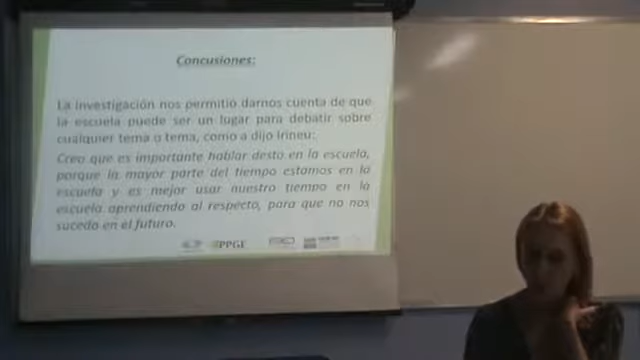 Concusiones:
La investigación nos permitio darnos cuenta de que
la escuela puede ser un lugar para debatir sobre
cualquier tema o tema, como a dijo Irineu:
Creo que es importante hablar desto en la escuela,
porque la mayor parte del tiempo estamos en la
escuela y es mejor usar nuestro tiempo en la
escuela aprendiendo al respecto, para que no nos
suceda en el futuro.
PPGE